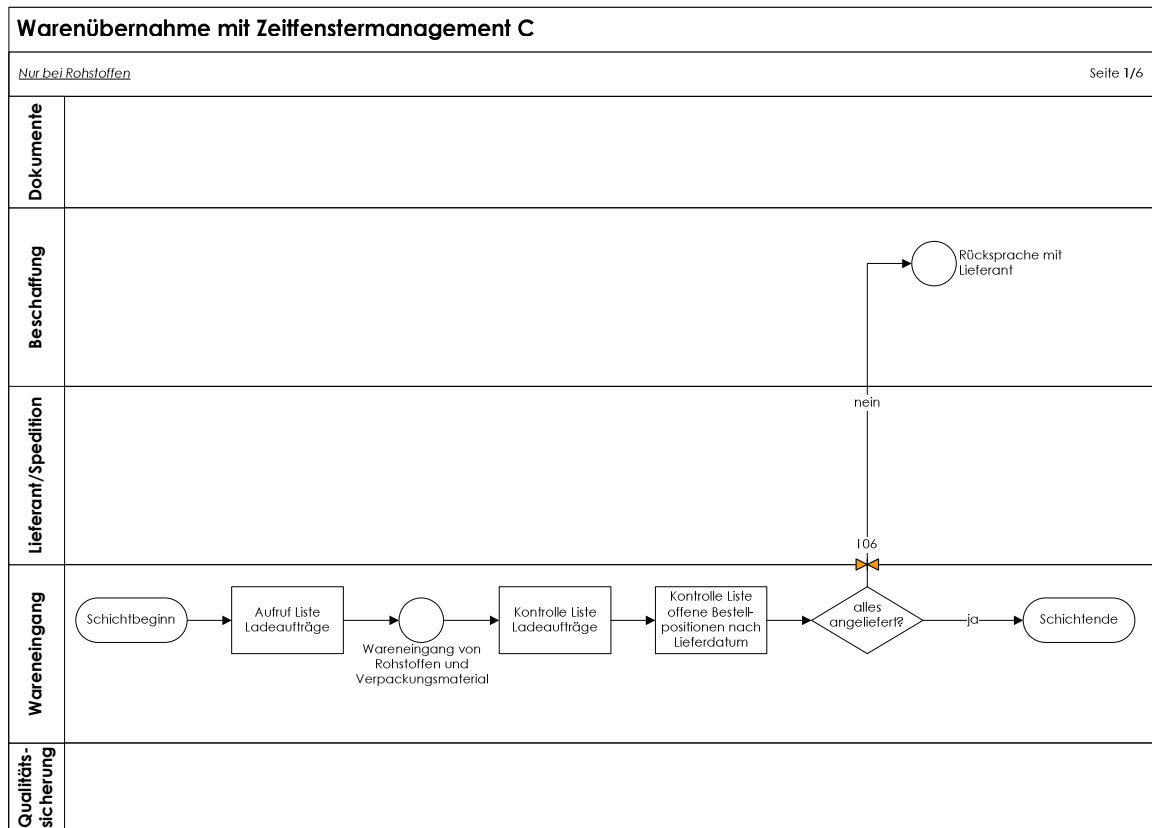 Warenübernahme mit Zeitfenstermanagement C
Nur bei Rohstoffen
Seite 1/6
Dokumente
Beschaffung
Rücksprache mit
Lieferant
Lieferant/Spedition
nein
106
Wareneingang
Schichtbeginn
Aufruf Liste
Ladeaufträge
Wareneingang von
Rohstoffen und
Verpackungsmaterial
Kontrolle Liste
Ladeaufträge
Kontrolle Liste
offene Bestell-
positionen nach
Lieferdatum
alles
angeliefert?
ja
Schichtende
Qualitäts-
sicherung